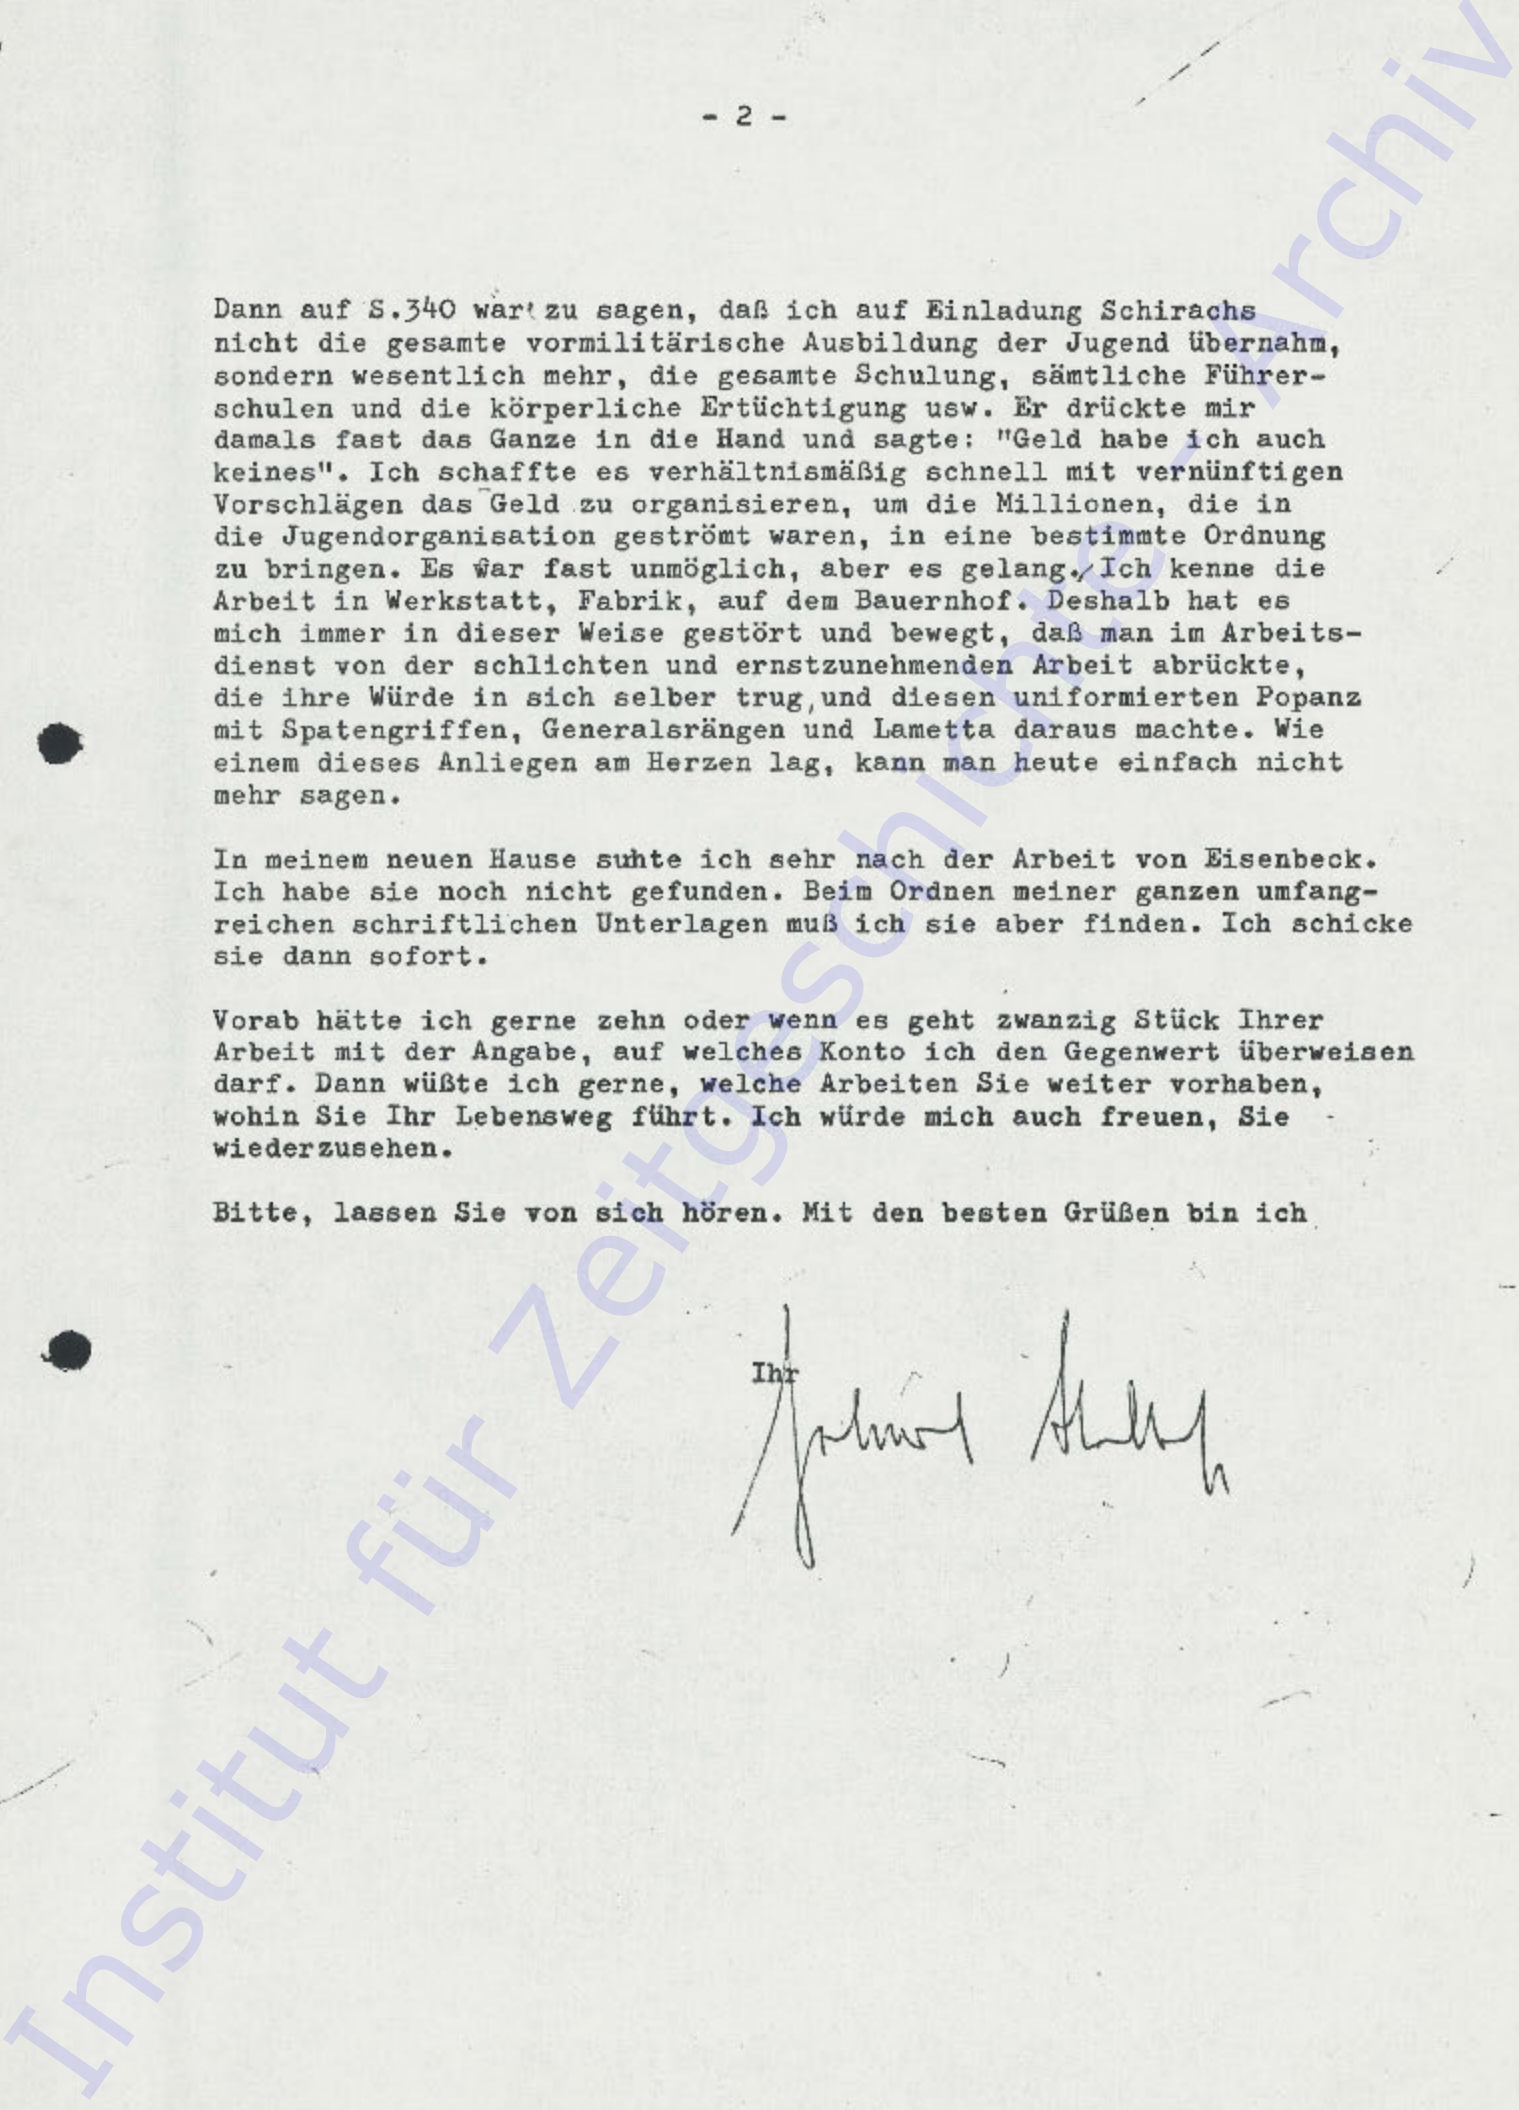 - 2 -
Dann auf S.340 wär' zu sagen, daß ich auf Einladung Schirachs
nicht die gesamte vormilitärische Ausbildung der Jugend übernahm,
sondern wesentlich mehr, die gesamte Schulung, sämtliche Führer-
schulen und die körperliche Ertüchtigung usw. Er drückte mir
damals fast das Ganze in die Hand und sagte: "Geld habe ich auch
keines". Ich schaffte es verhältnismäßig schnell mit vernünftigen
Vorschlägen das Geld zu organisieren, um die Millionen, die in
die Jugendorganisation geströmt waren, in eine bestimmte Ordnung
zu bringen. Es war fast unmöglich, aber es gelang./Ich kenne die
Arbeit in Werkstatt, Fabrik, auf dem Bauernhof. Deshalb hat es
mich immer in dieser Weise gestört und bewegt, daß man im Arbeits-
dienst von der schlichten und ernstzunehmenden Arbeit abrückte,
die ihre Würde in sich selber trug, und diesen uniformierten Popanz
mit Spatengriffen, Generalsrängen und Lametta daraus machte. Wie
einem dieses Anliegen am Herzen lag, kann man heute einfach nicht
mehr sagen.
In meinem neuen Hause suhte ich sehr nach der Arbeit von Eisenbeck.
Ich habe sie noch nicht gefunden. Beim Ordnen meiner ganzen umfang-
reichen schriftlichen Unterlagen muß ich sie aber finden. Ich schicke
sie dann sofort.
Vorab hätte ich gerne zehn oder wenn es geht zwanzig Stück Ihrer
Arbeit mit der Angabe, auf welches Konto ich den Gegenwert überweisen
darf. Dann wüßte ich gerne, welche Arbeiten Sie weiter vorhaben,
wohin Sie Ihr Lebensweg führt. Ich würde mich auch freuen, Sie
wiederzusehen.
Bitte, lassen Sie von sich hören. Mit den besten Grüßen bin ich
Ihr
Institut für Zeitgeschichte - Archiv